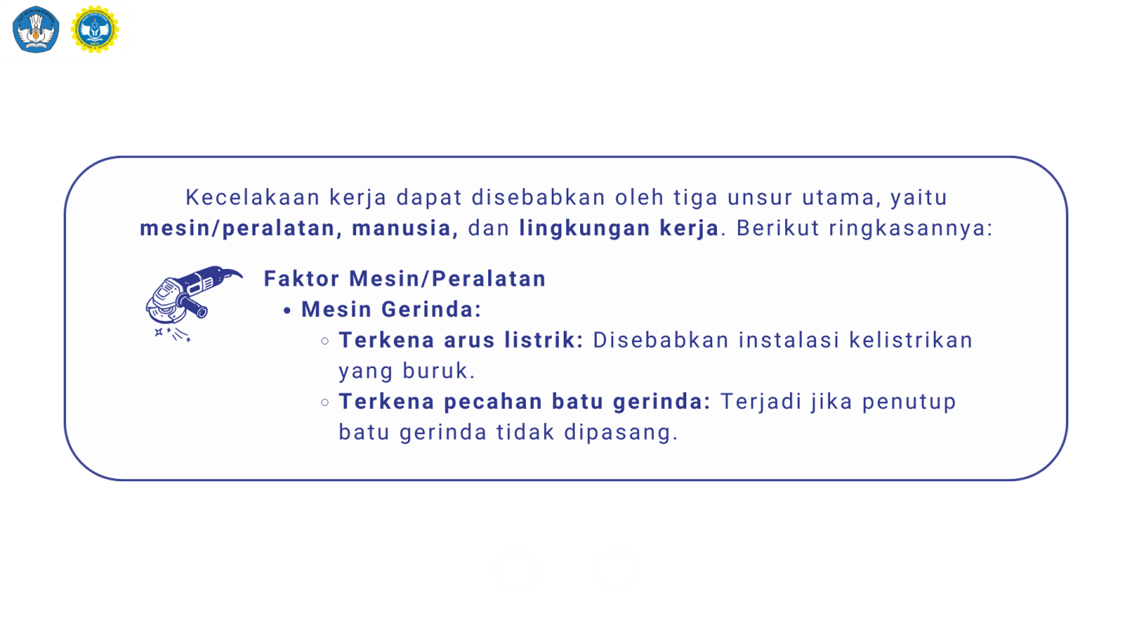 Kecelakaan kerja dapat disebabkan oleh tiga unsur utama, yaitu
mesin/peralatan, manusia, dan lingkungan kerja. Berikut ringkasannya:
Faktor Mesin/Peralatan
• Mesin Gerinda:
○ Terkena arus listrik: Disebabkan instalasi kelistrikan
yang buruk.
○ Terkena pecahan batu gerinda: Terjadi jika penutup
batu gerinda tidak dipasang.